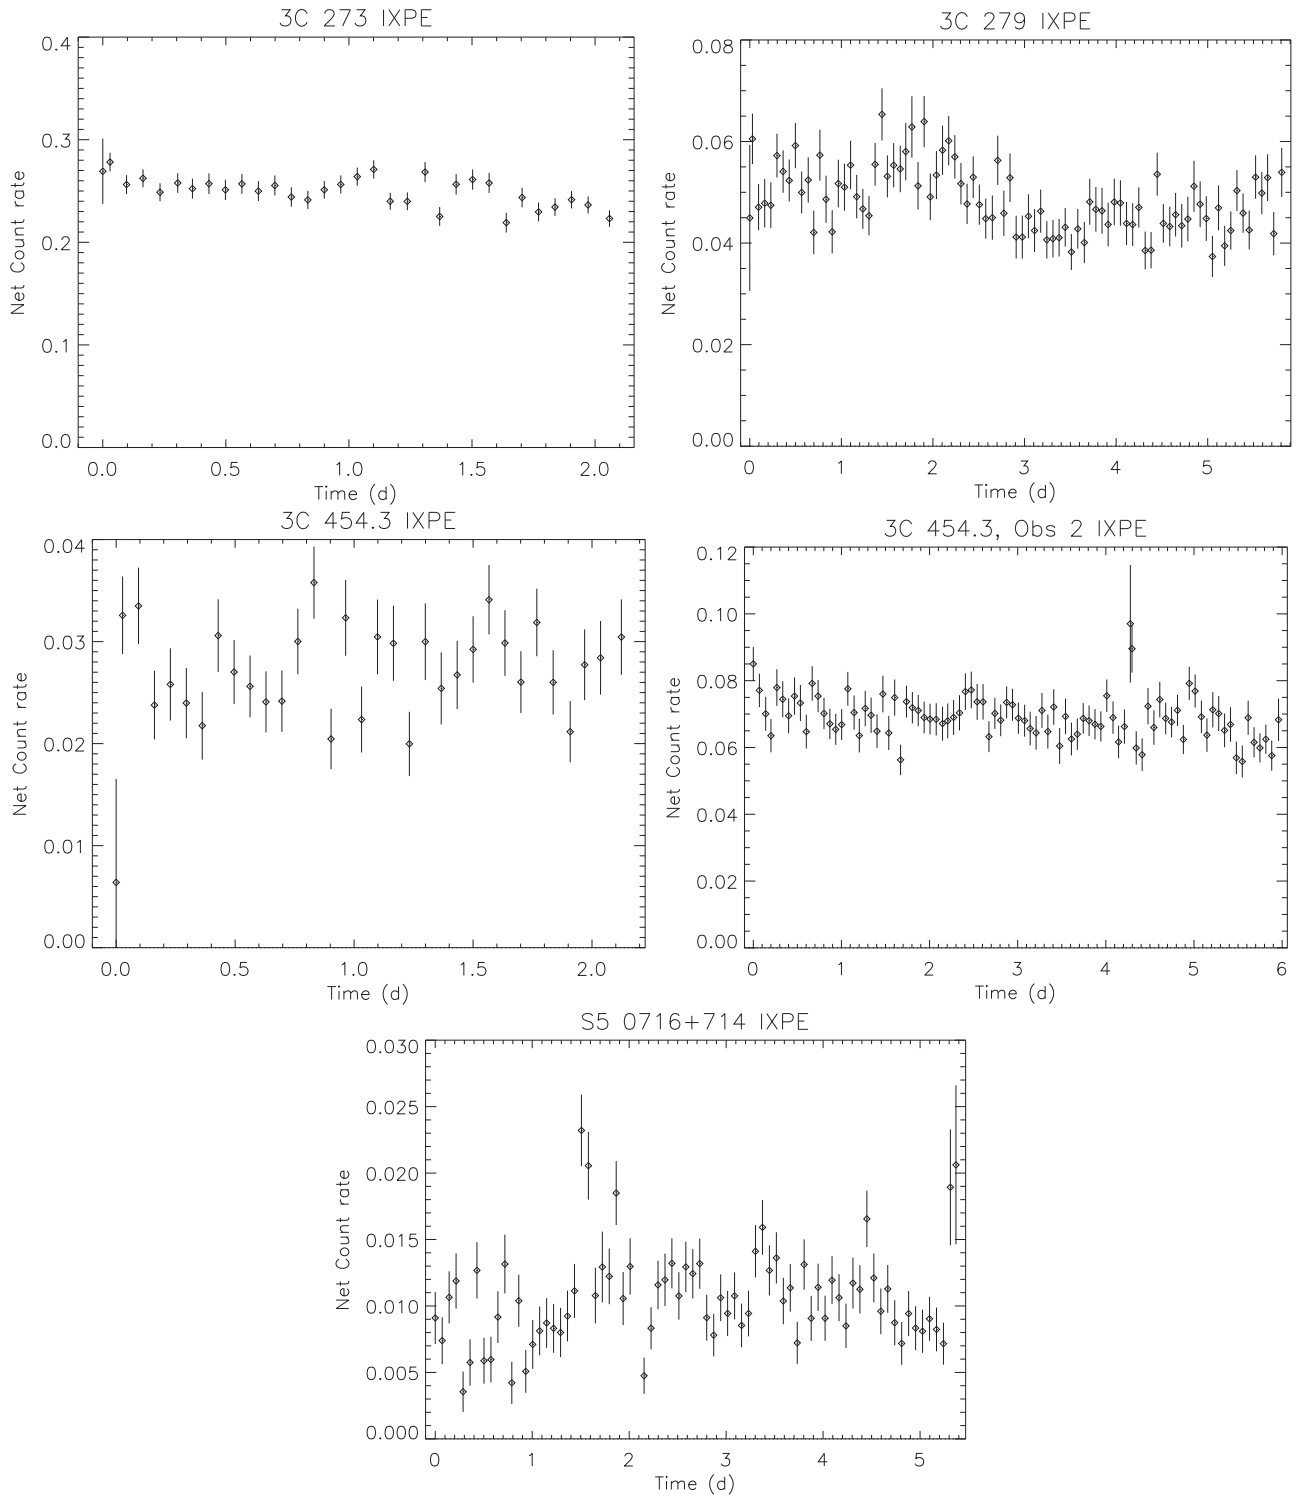 3C 273 IXPE
0.4
0.3
0.2
0.1
0.0
Net Count rate
0.0 0.5 1.0 1.5 2.0
Time (d)
3C 279 IXPE
0.08
0.06
0.04
0.02
0.00
Net Count rate
0 1 2 3 4 5
Time (d)
3C 454.3 IXPE
0.04
0.03
0.02
0.01
0.00
Net Count rate
0.0 0.5 1.0 1.5 2.0
Time (d)
3C 454.3, Obs 2 IXPE
0.12
0.10
0.08
0.06
0.04
0.02
0.00
Net Count rate
0 1 2 3 4 5 6
Time (d)
S5 0716+714 IXPE
0.030
0.025
0.020
0.015
0.010
0.005
0.000
Net Count rate
0 1 2 3 4 5
Time (d)